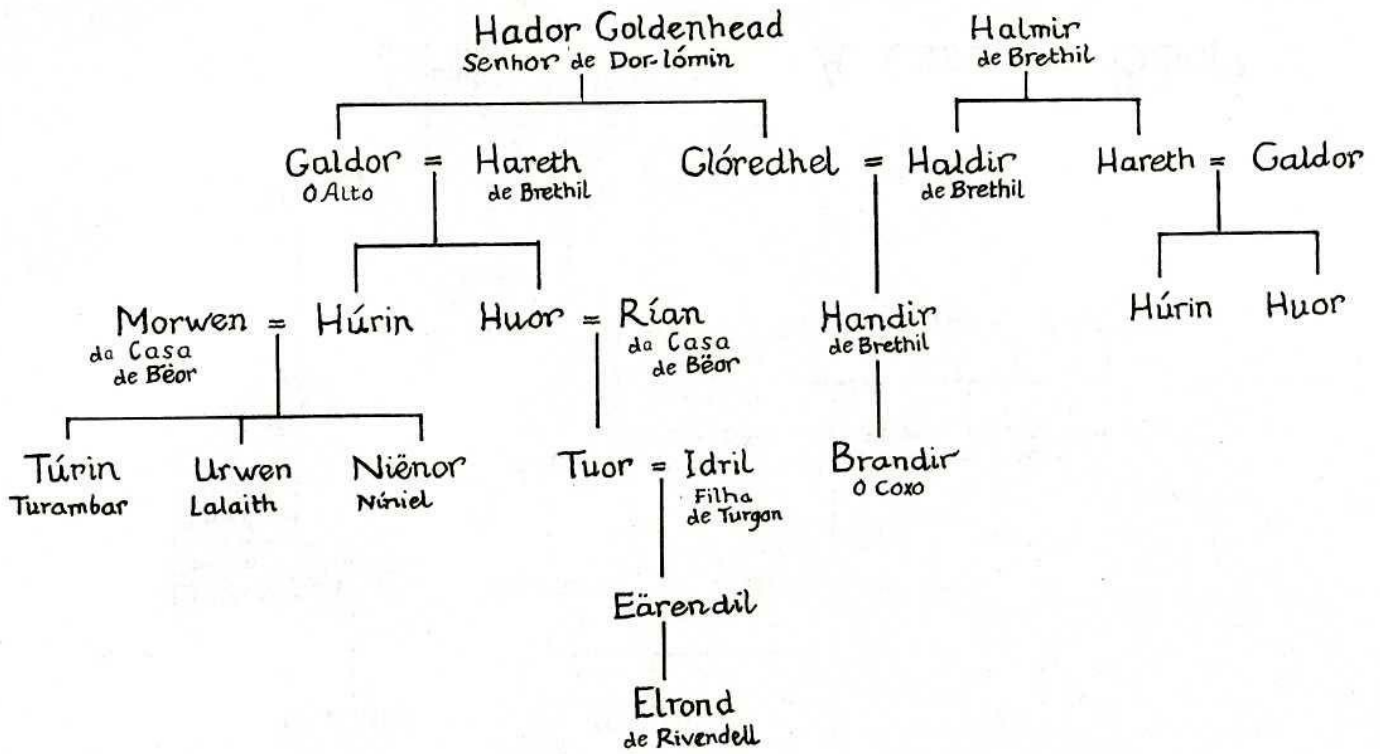 Hador Goldenhead
Senhor de Dor-lómin
Halmir
de Brethil
Galdor = Hareth
O Alto
de Brethil
Glóredhel = Haldir
de Brethil
Hareth = Galdor
Morwen = Húrin
da Casa
de Bëor
Huor = Rían
da Casa
de Bëor
Handir
de Brethil
Húrin Huor
Túrin
Turambar
Urwen
Lalaith
Niënor
Níniel
Tuor = Idril
Filha
de Turgon
Brandir
O Coxo
Eärendil
Elrond
de Rivendell